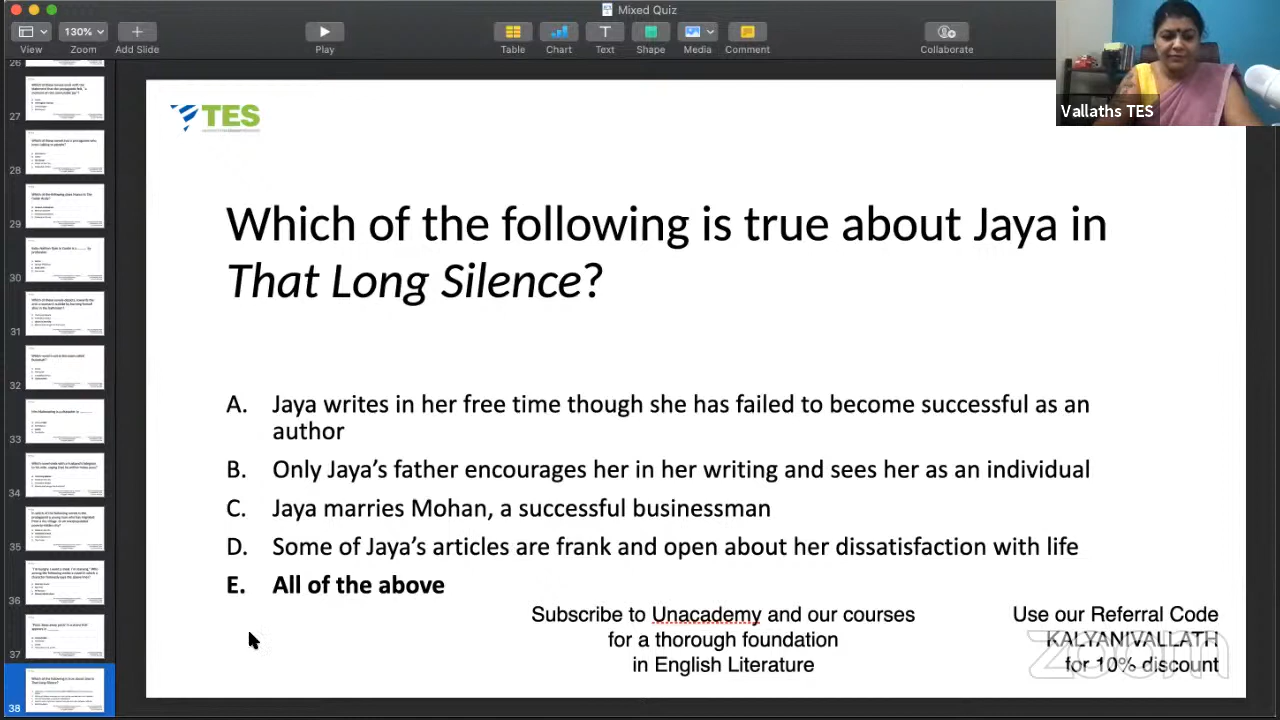 Mixed Quiz
130%
View
Zoom
Add Slide
Play
Table
Chart
Text
Shape
Media
Comment
Collaborate
Vallaths TES
TES
Which of the following is true about Jaya in
That Long Silence?
A. Jaya writes in her free time though she has failed to become successful as an
author
B. Only Jaya's father encourages her in her writing and sees her as an individual
C. Jaya marries Mohan, a successful businessman
D. Some of Jaya's articles are frank and open about her dissatisfaction with life
E. All of the above
Subscribe to Unacademy and our courses
for a thorough foundation
in English Literature
Use our Referral Code
KALYANIVALLATH
for 10% discount
zoom
26
27
28
29
30
31
32
33
34
35
36
37
38